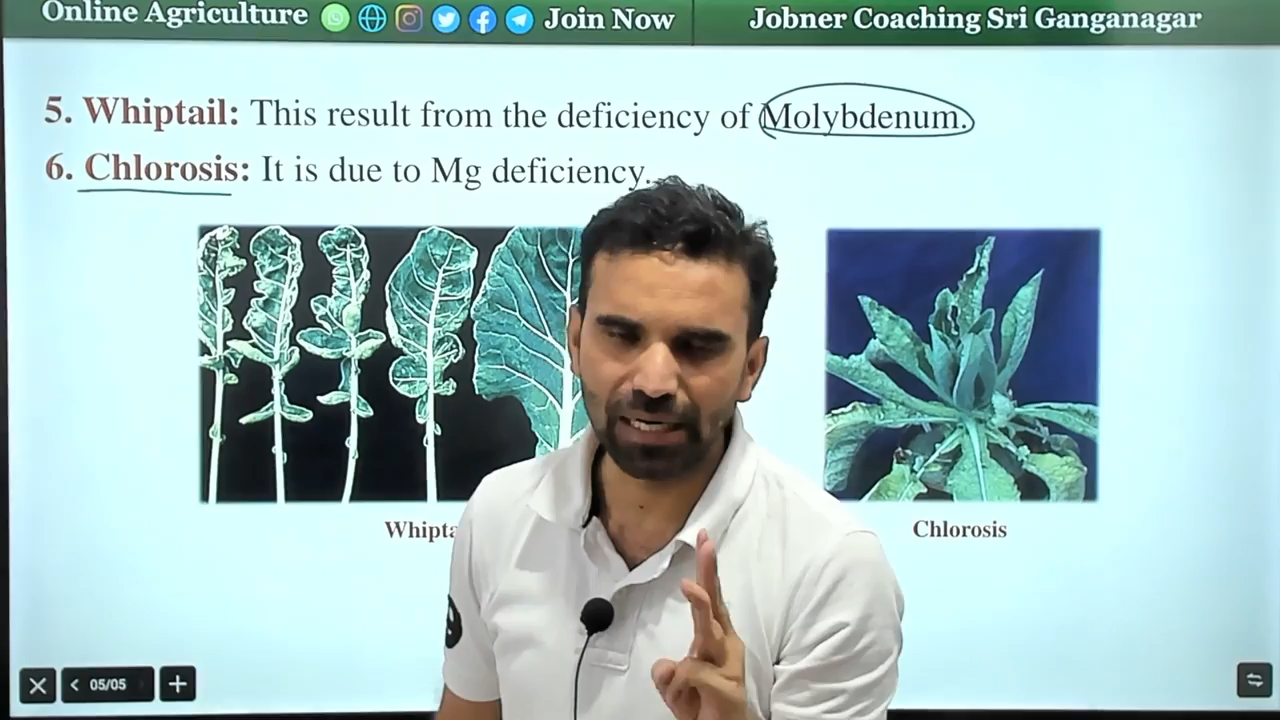 Online Agriculture Join Now
Jobner Coaching Sri Ganganagar
5. Whiptail: This result from the deficiency of Molybdenum.
6. Chlorosis: It is due to Mg deficiency.
Chlorosis
05/05